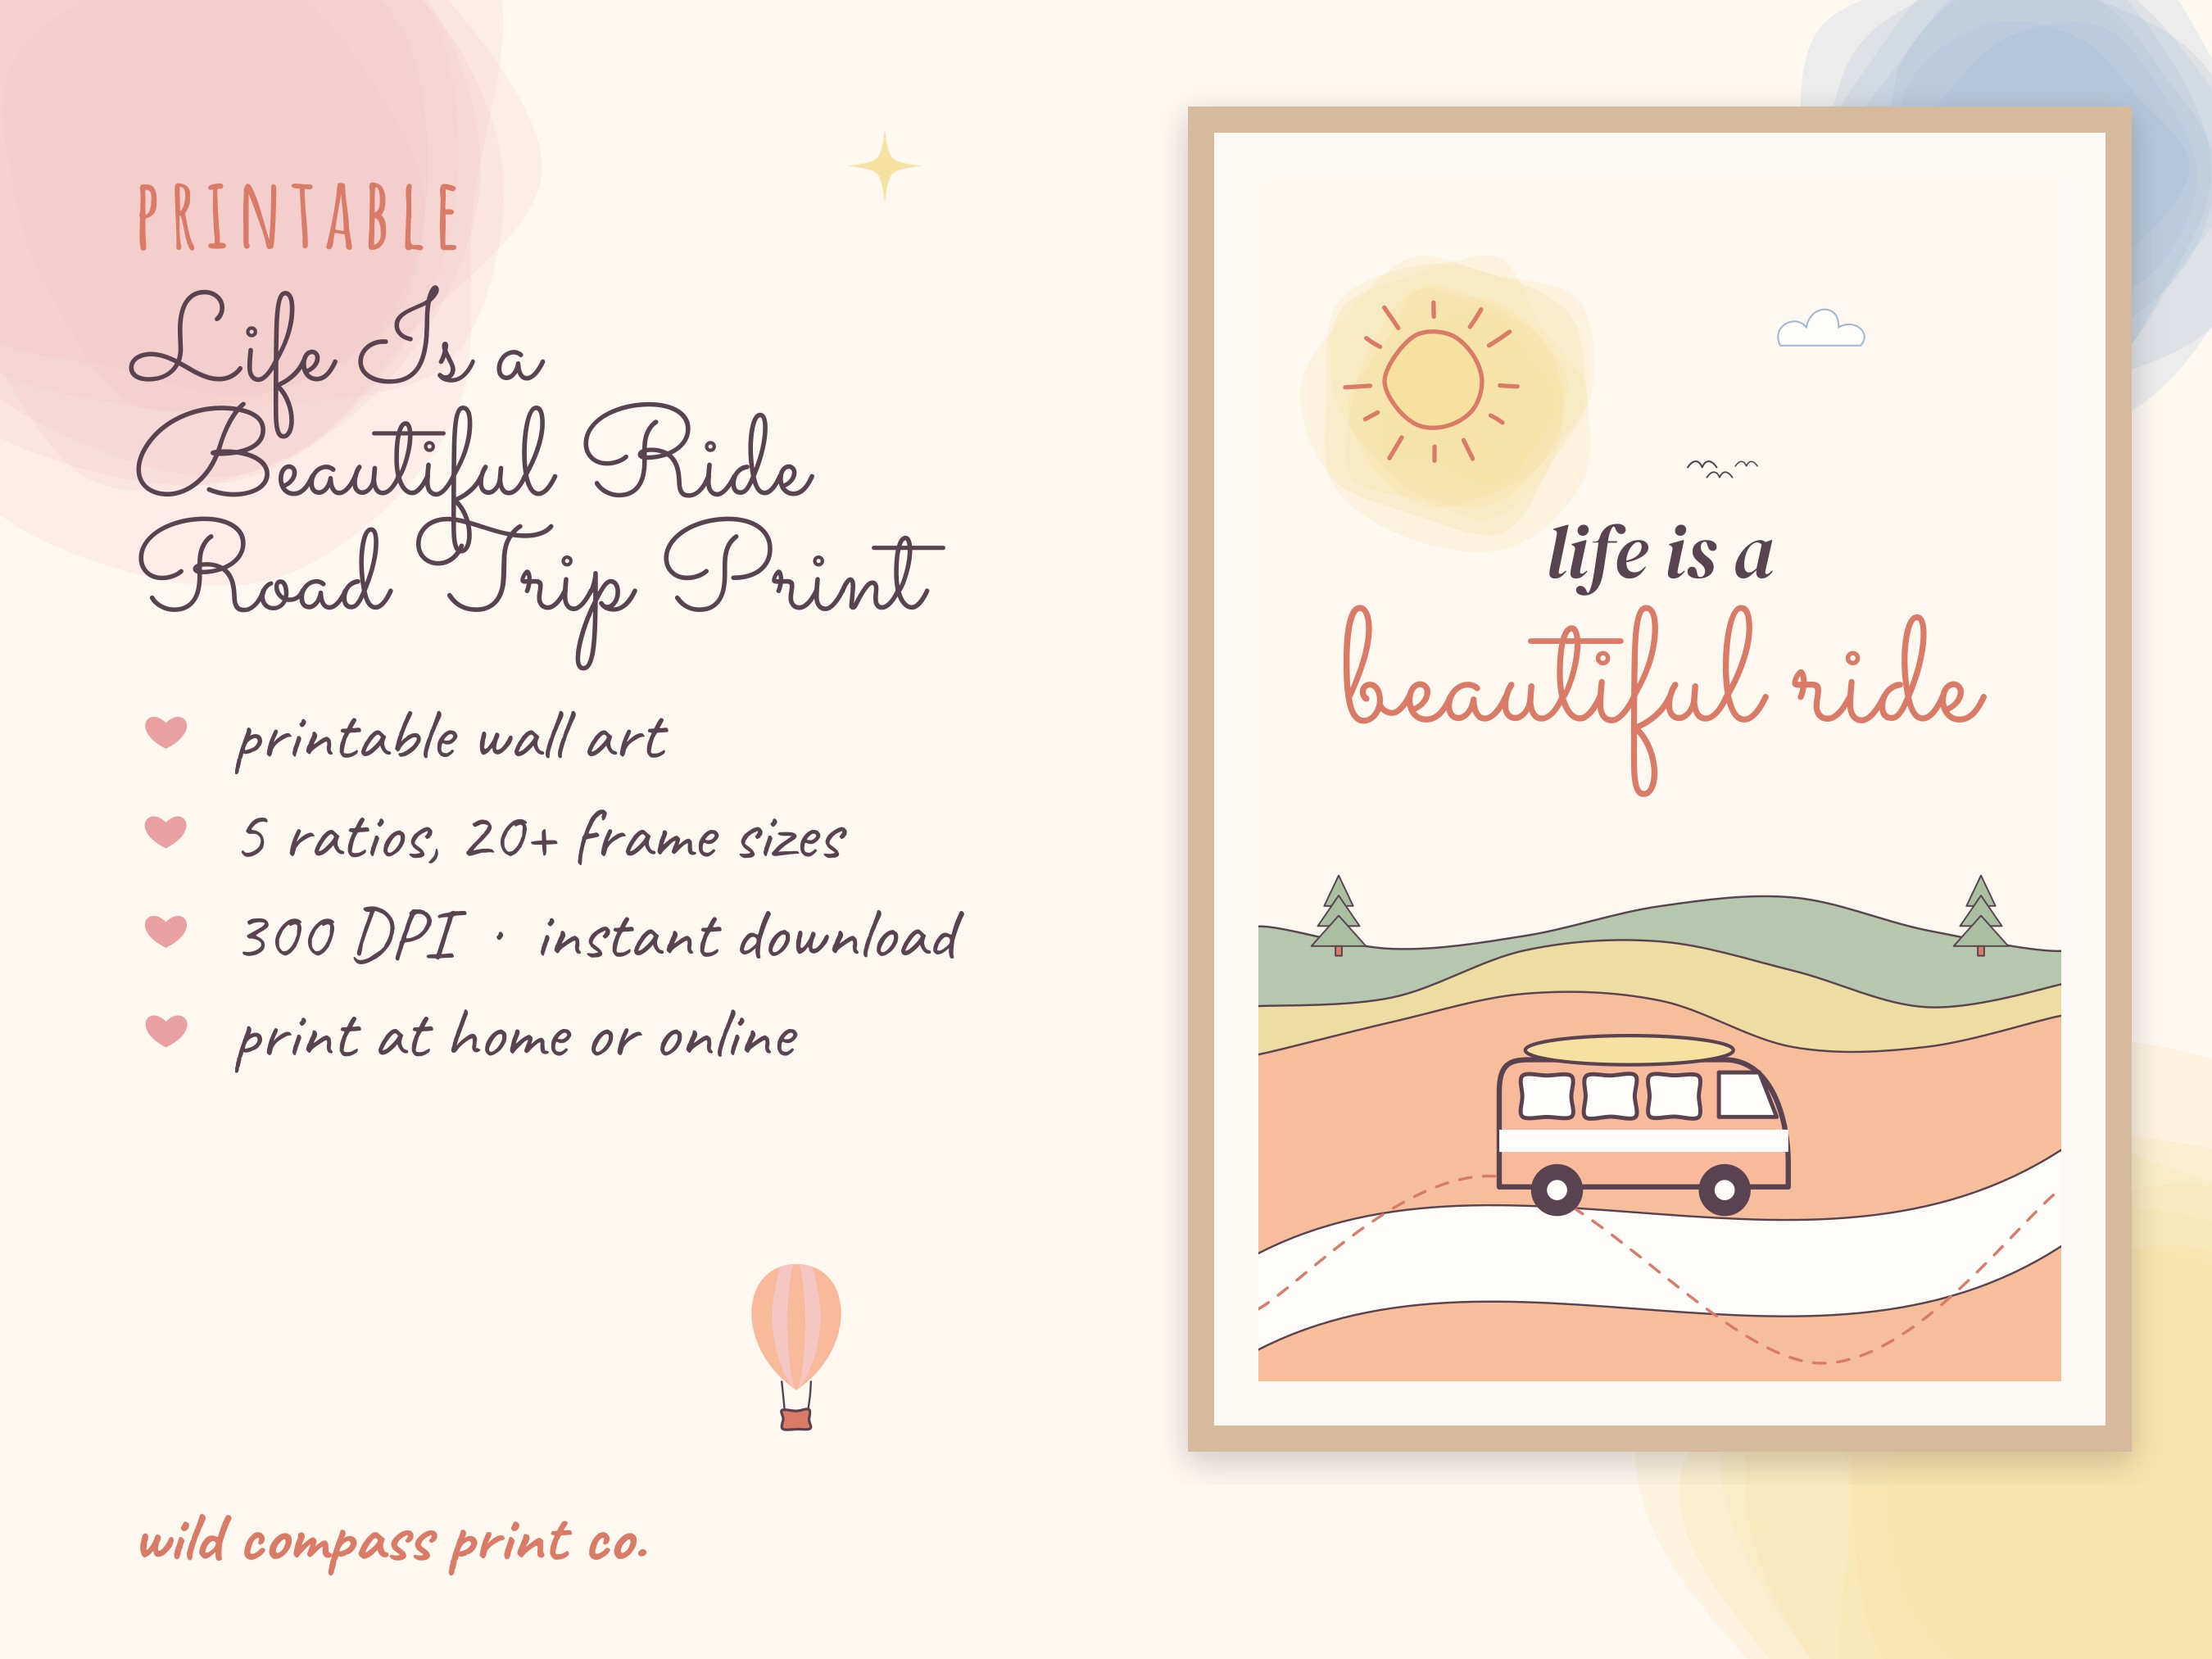 PRINTABLE
Life Is a
Beautiful Ride
Road Trip Print
printable wall art
5 ratios, 20+ frame sizes
300 DPI · instant download
print at home or online
wild compass print co.
life is a
beautiful ride